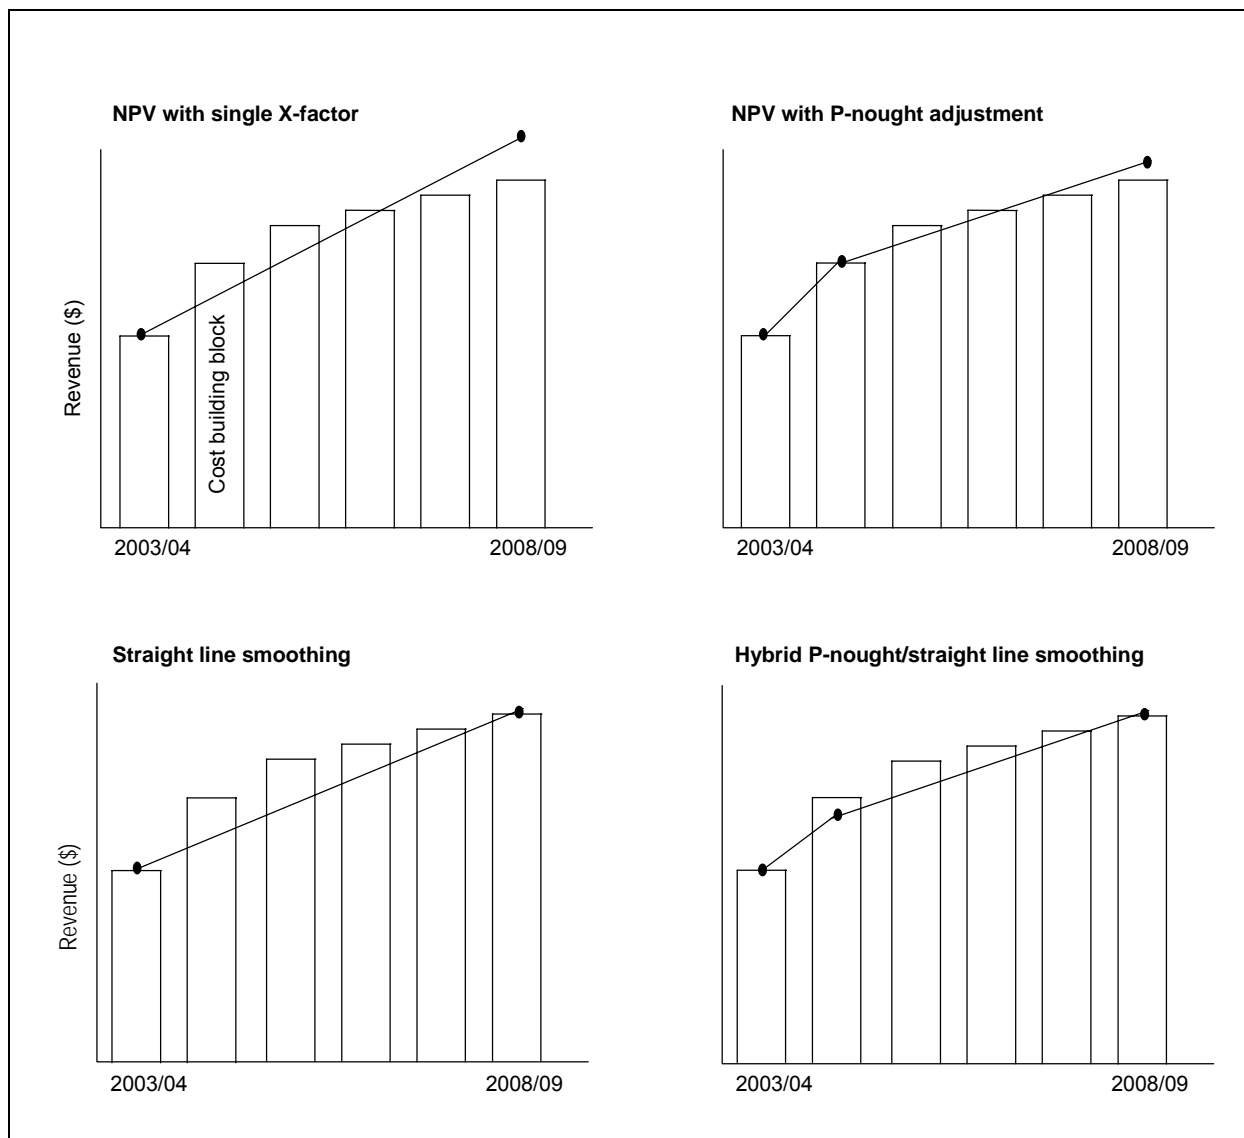 NPV with single X-factor
Revenue ($)
Cost building block
2003/04
2008/09
NPV with P-nought adjustment
2003/04
2008/09
Straight line smoothing
Revenue ($)
2003/04
2008/09
Hybrid P-nought/straight line smoothing
2003/04
2008/09